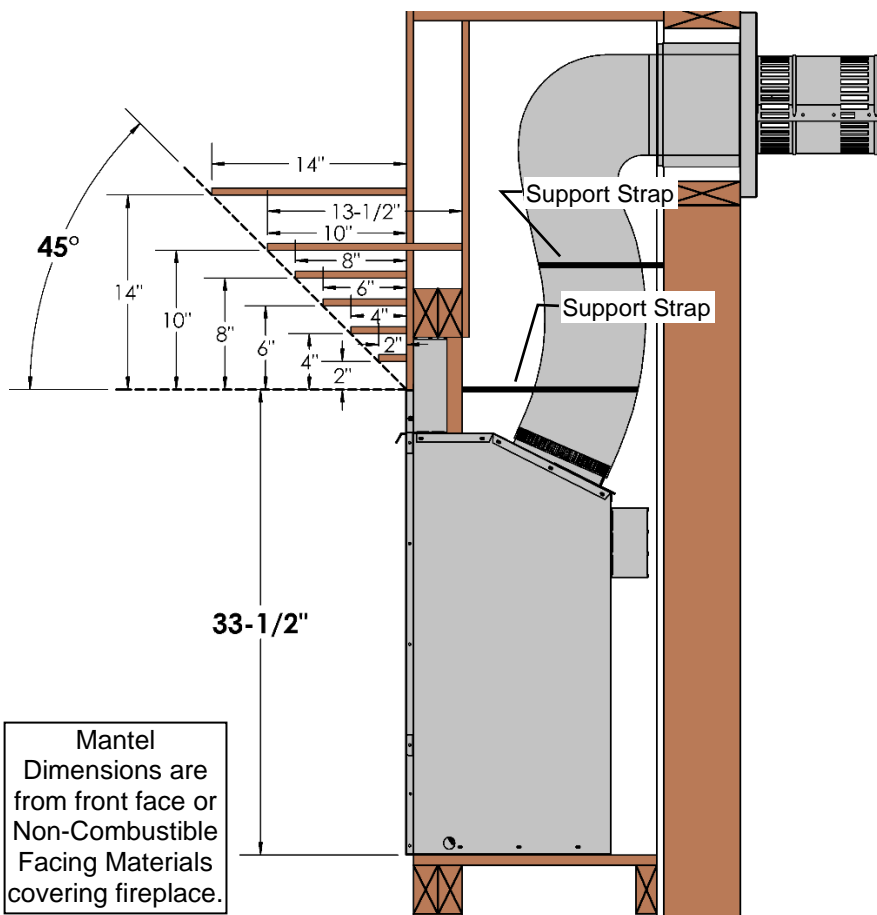 14"
13-1/2"
10"
8"
6"
4"
2"
45°
14"
10"
8"
6"
4"
2"
Support Strap
Support Strap
33-1/2"
Mantel
Dimensions are
from front face or
Non-Combustible
Facing Materials
covering fireplace.